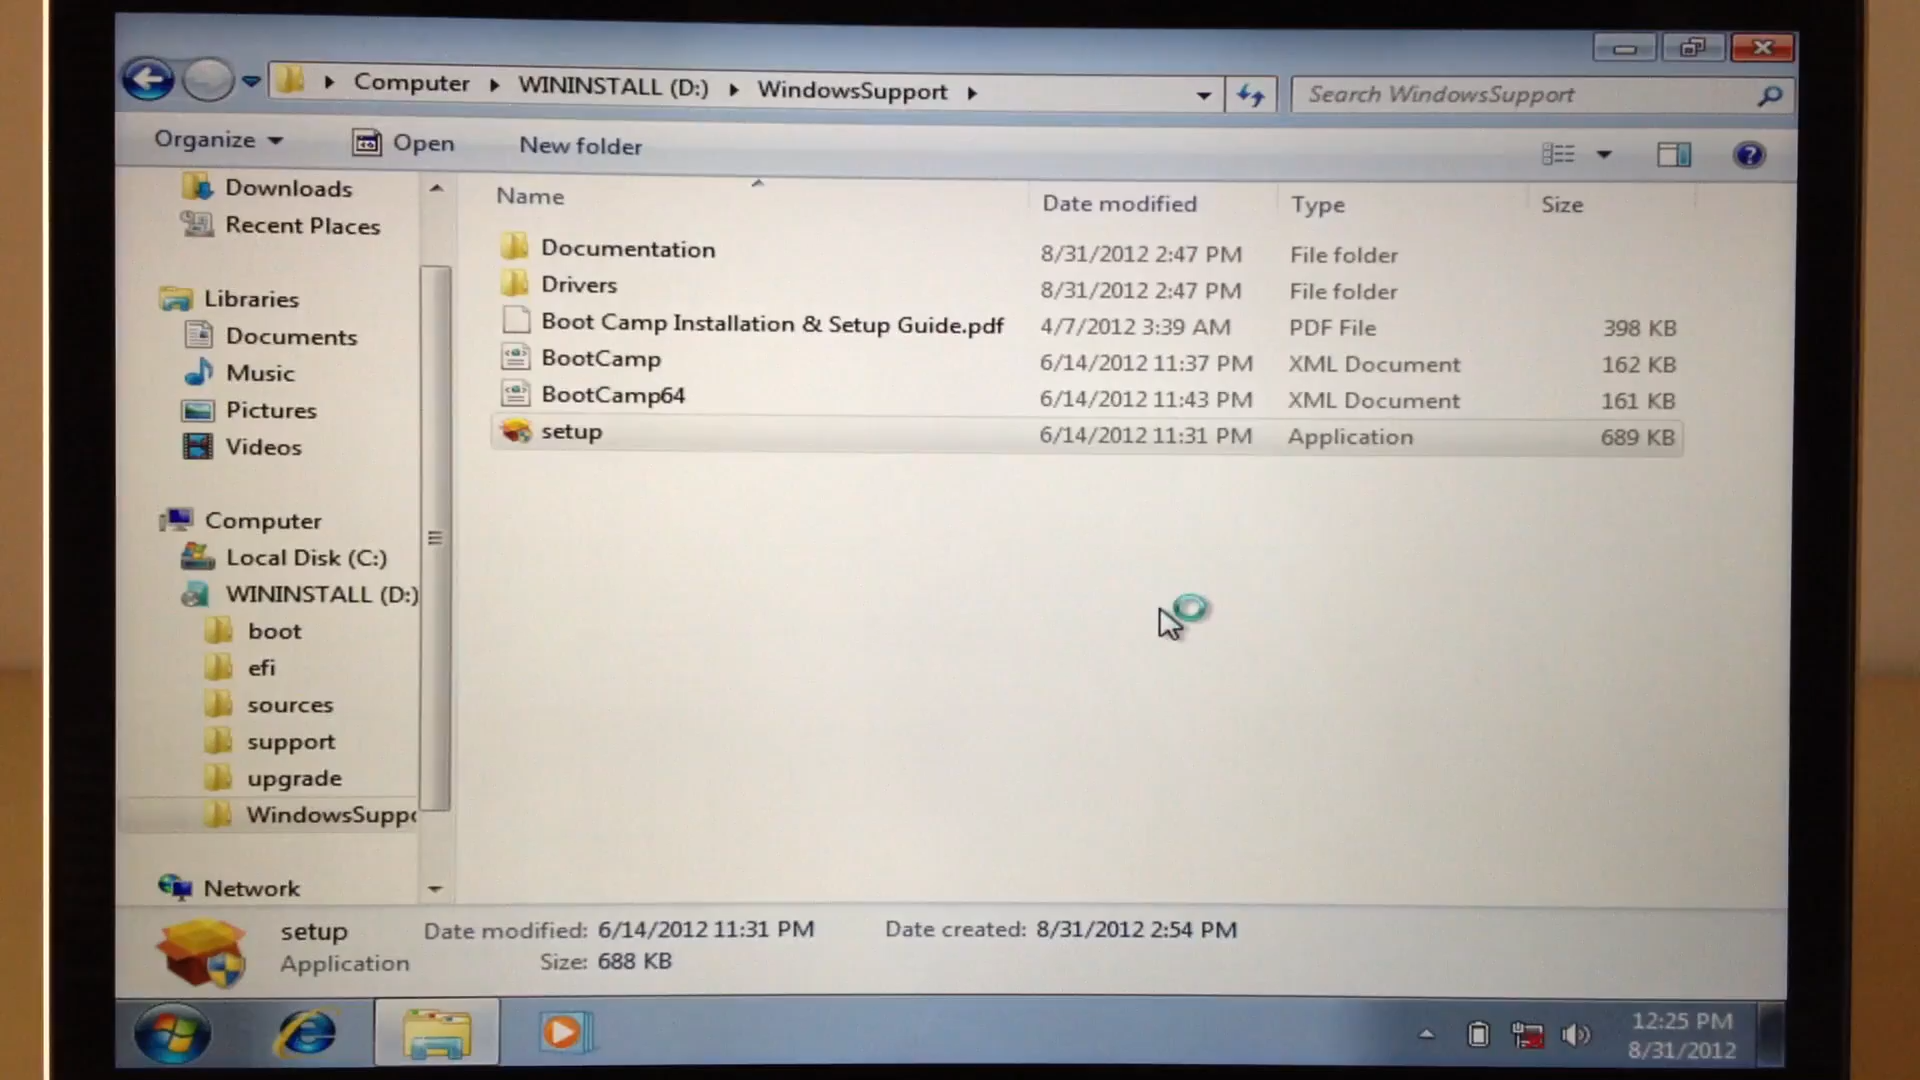 Computer ▸ WININSTALL (D:) ▸ WindowsSupport ▸
Search WindowsSupport
Organize
Open
New folder
Downloads
Recent Places
Libraries
Documents
Music
Pictures
Videos
Computer
Local Disk (C:)
WININSTALL (D:)
boot
efi
sources
support
upgrade
WindowsSuppo
Network
Name Date modified Type Size
Documentation 8/31/2012 2:47 PM File folder
Drivers 8/31/2012 2:47 PM File folder
Boot Camp Installation & Setup Guide.pdf 4/7/2012 3:39 AM PDF File 398 KB
BootCamp 6/14/2012 11:37 PM XML Document 162 KB
BootCamp64 6/14/2012 11:43 PM XML Document 161 KB
setup 6/14/2012 11:31 PM Application 689 KB
setup Date modified: 6/14/2012 11:31 PM Date created: 8/31/2012 2:54 PM
Application Size: 688 KB
12:25 PM
8/31/2012